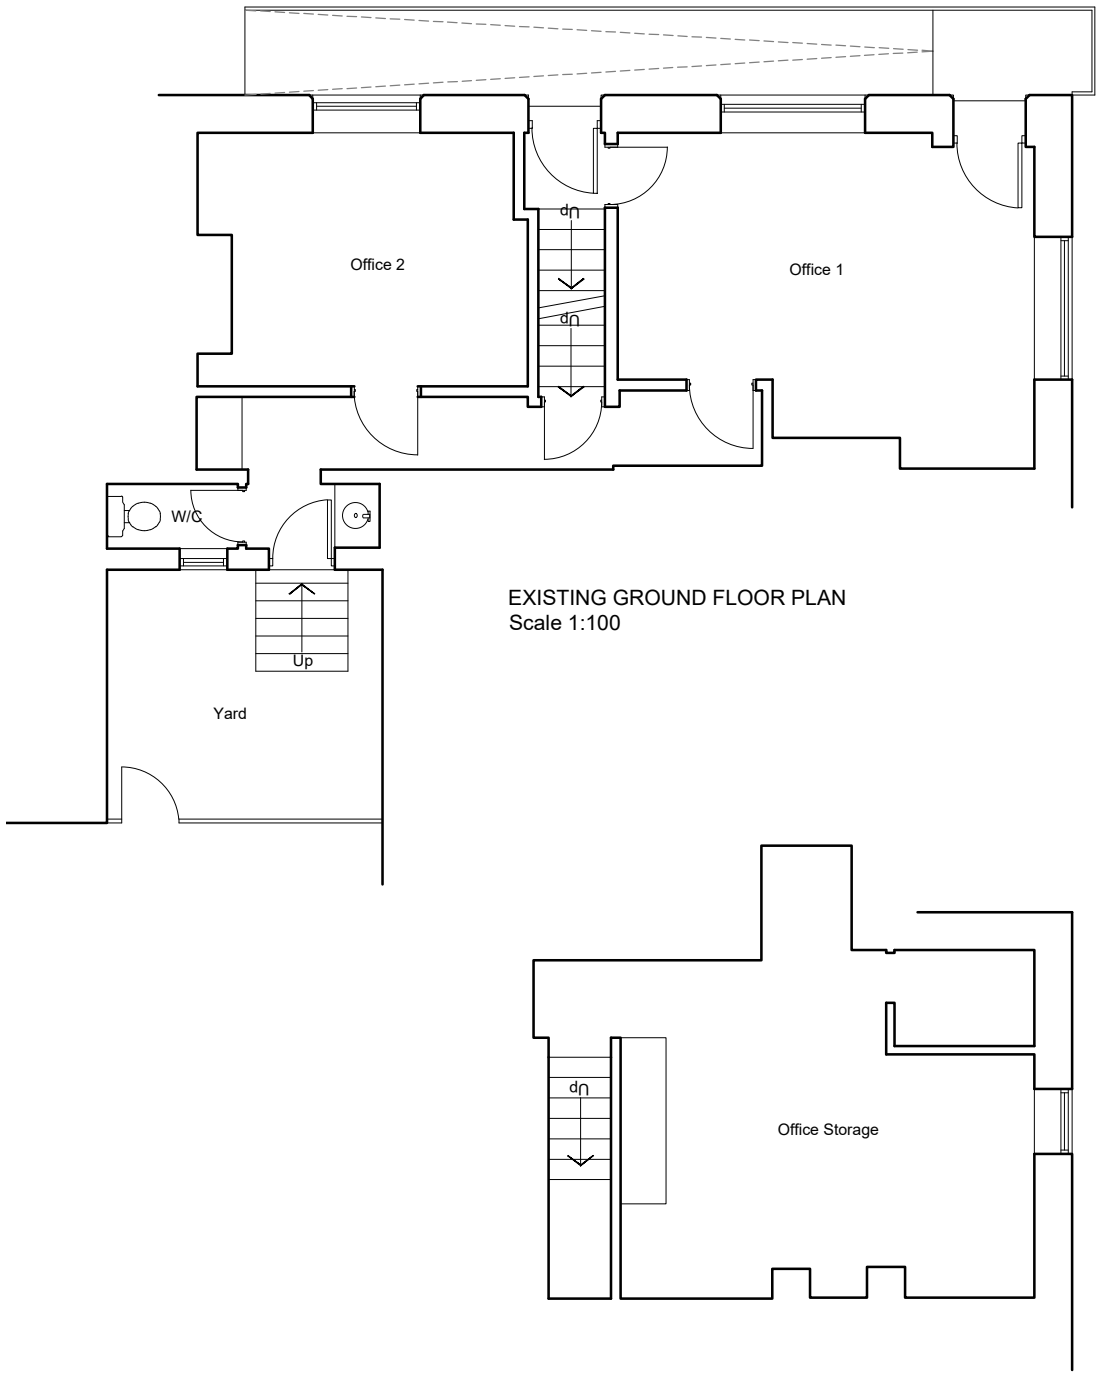 Up
Office 2
Office 1
Up
W/C
EXISTING GROUND FLOOR PLAN
Scale 1:100
Up
Yard
Up
Office Storage